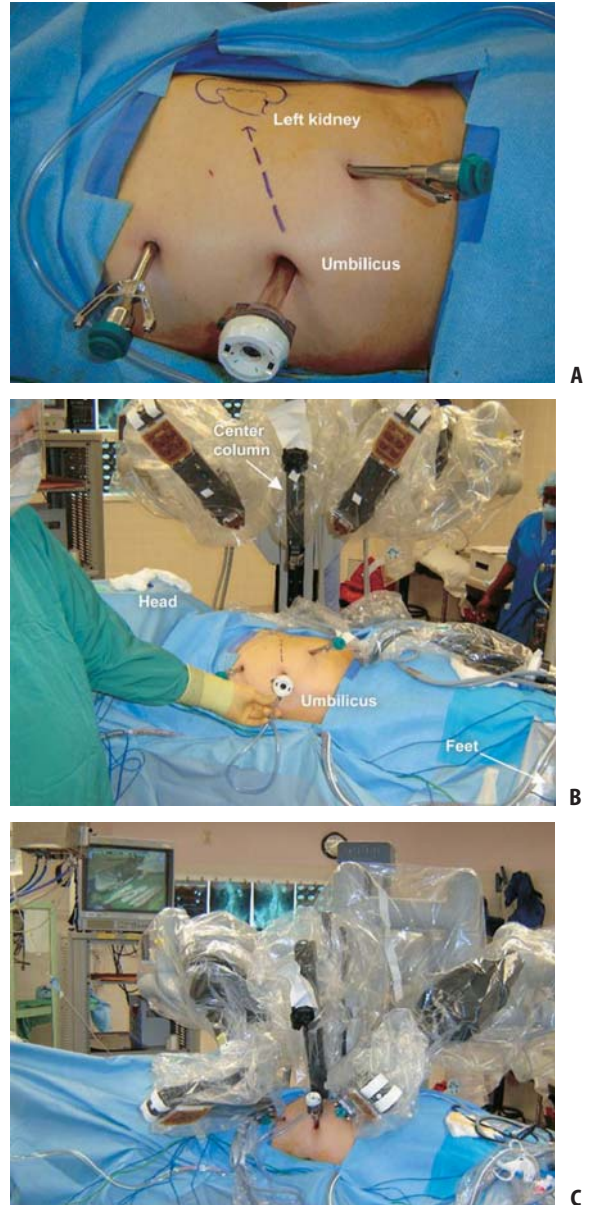 Left kidney
Umbilicus
A
Center
column
Head
Umbilicus
Feet
B
C